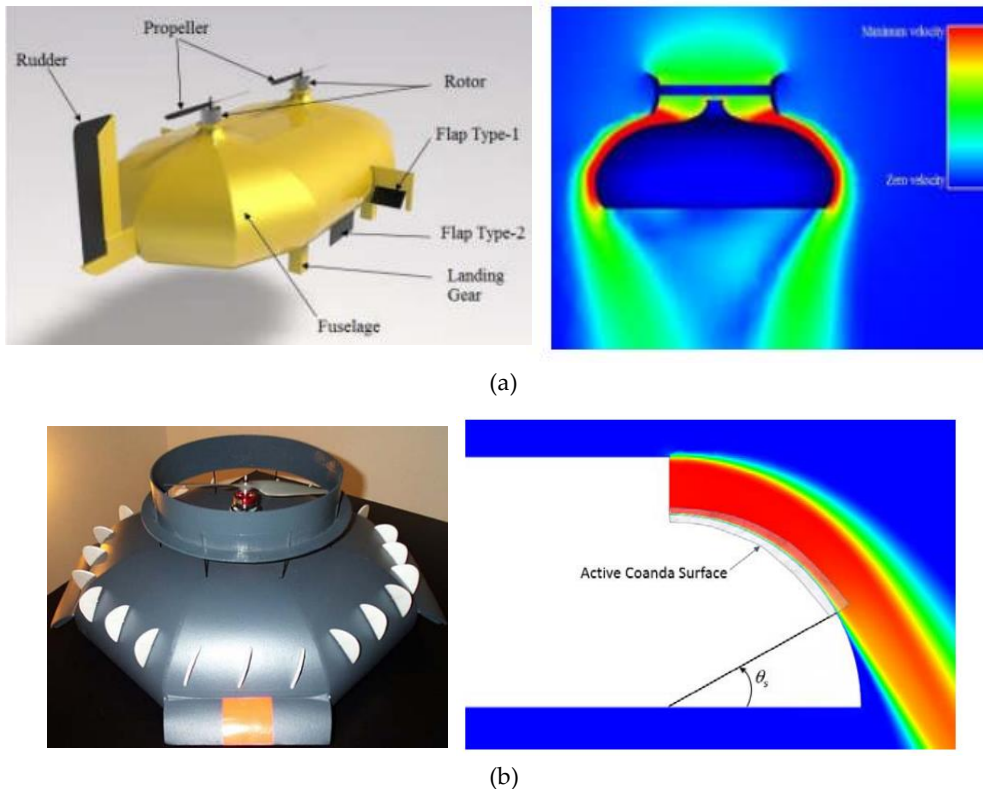 Propeller
Rudder
Rotor
Flap Type-1
Flap Type-2
Landing
Gear
Fuselage
Maximum velocity
Zero velocity
(a)
Active Coanda Surface
θs
(b)